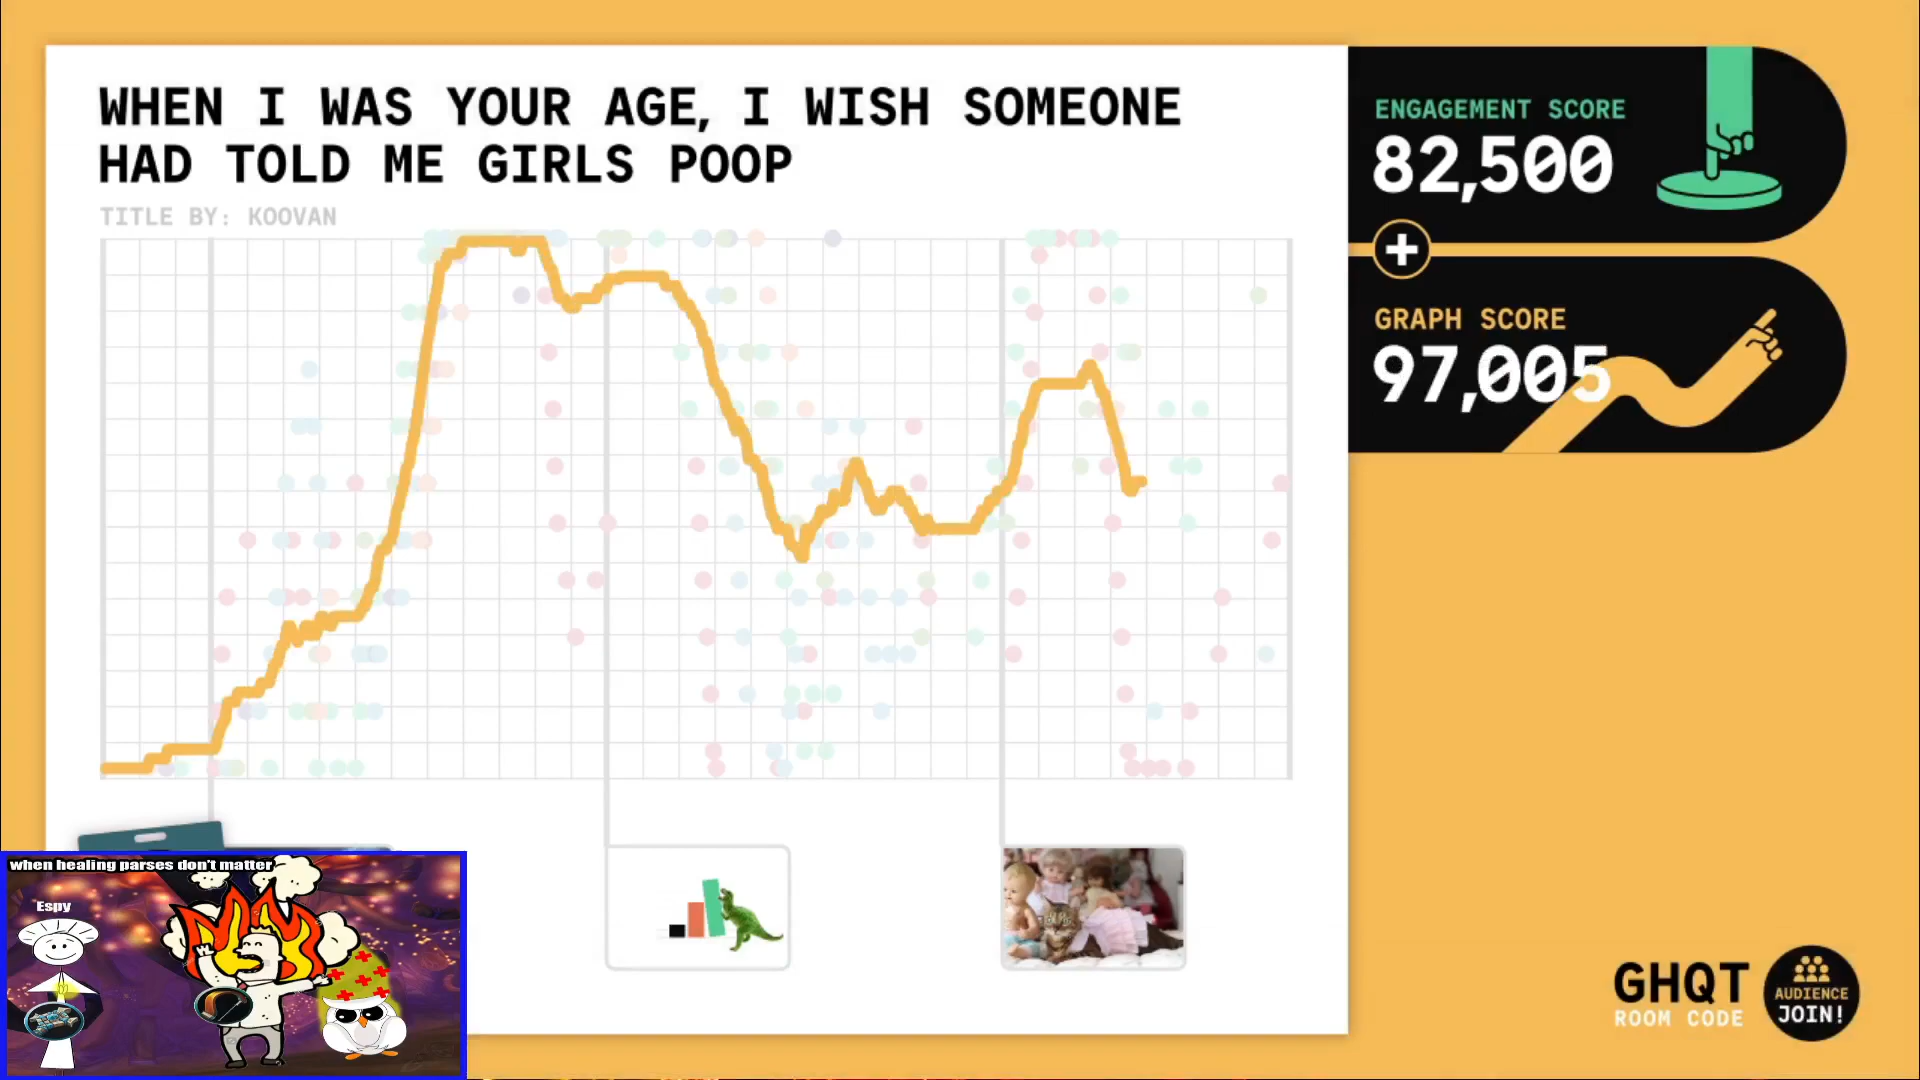 WHEN I WAS YOUR AGE, I WISH SOMEONE
HAD TOLD ME GIRLS POOP
TITLE BY: KOOVAN
ENGAGEMENT SCORE
82,500
+
GRAPH SCORE
97,005
when healing parses don't matter
Espy
GHQT
ROOM CODE
AUDIENCE
JOIN!